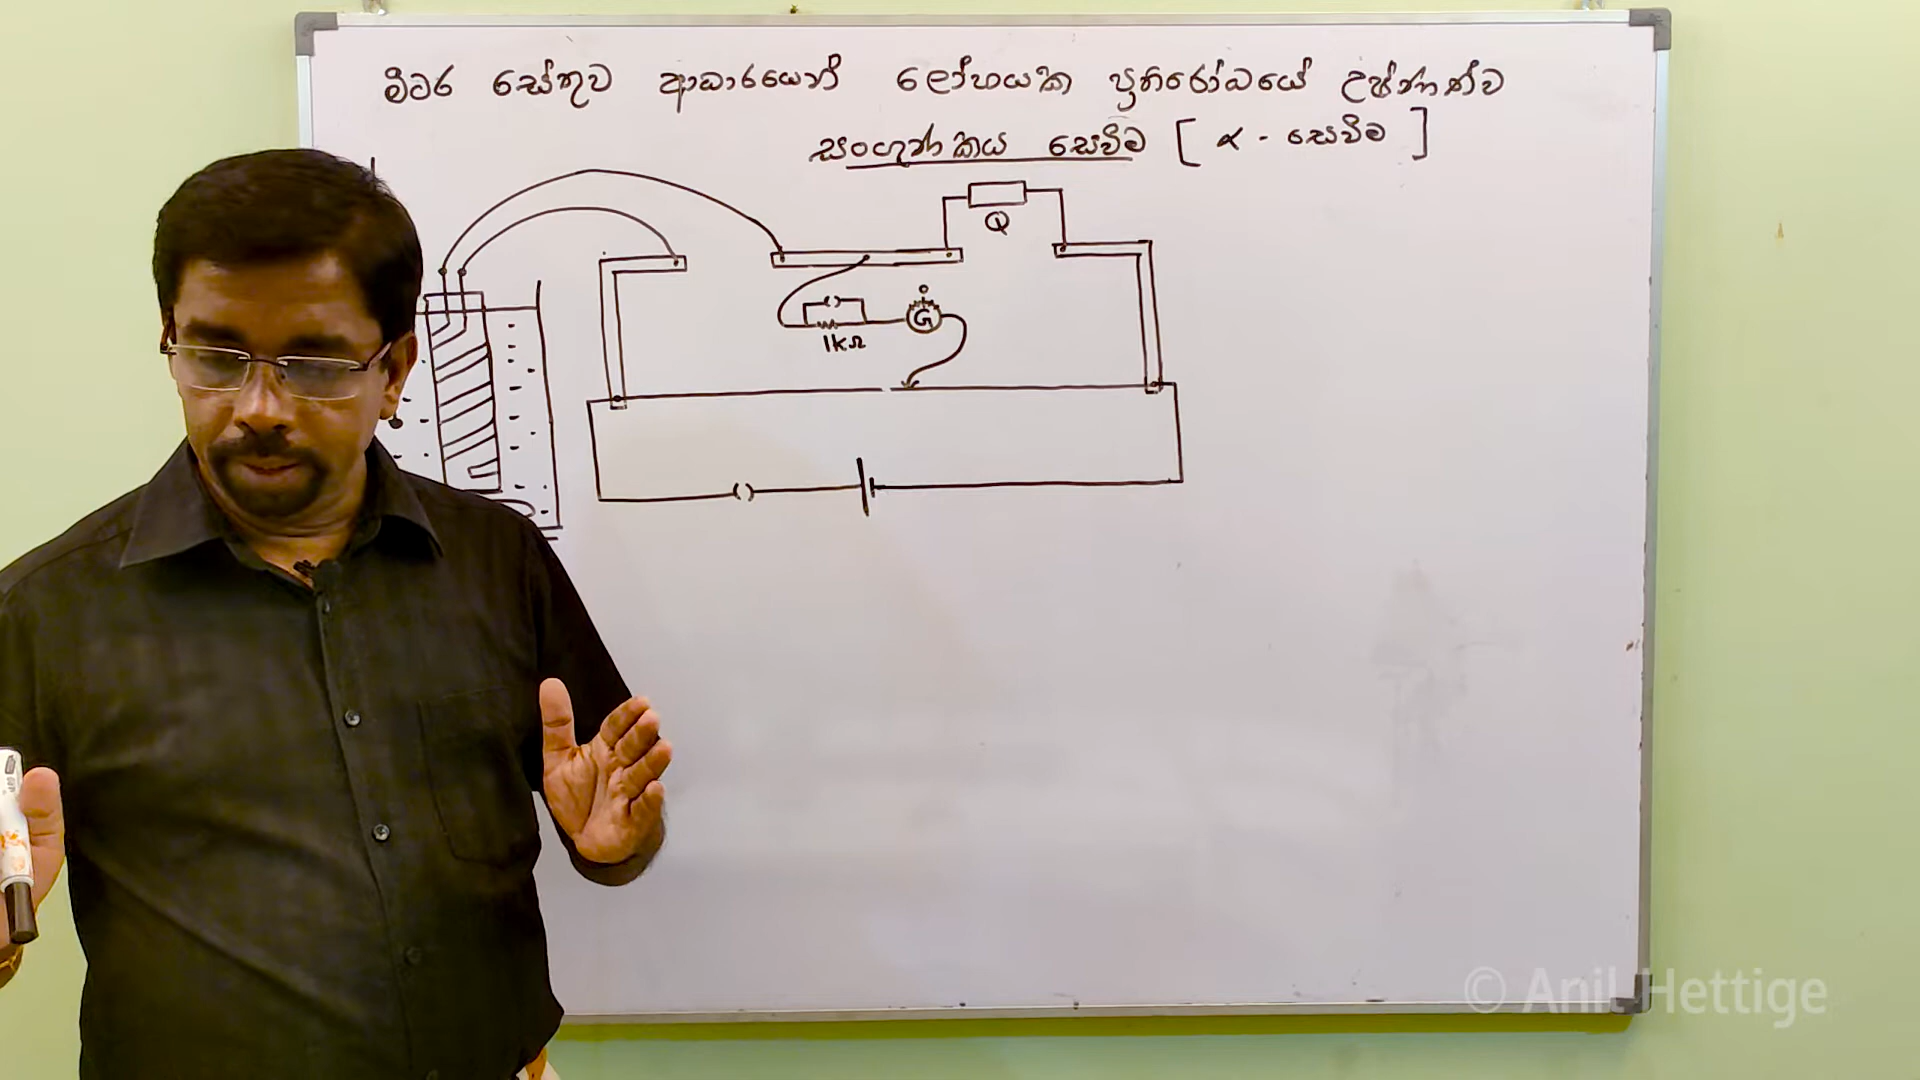 මීටර සේතුව ආධාරයෙන් ලෝහයක ප්‍රතිරෝධයේ උෂ්ණත්ව
සංගුණකය සෙවීම [ α - සෙවීම ]
Q
G
1kΩ
© Anil Hettige